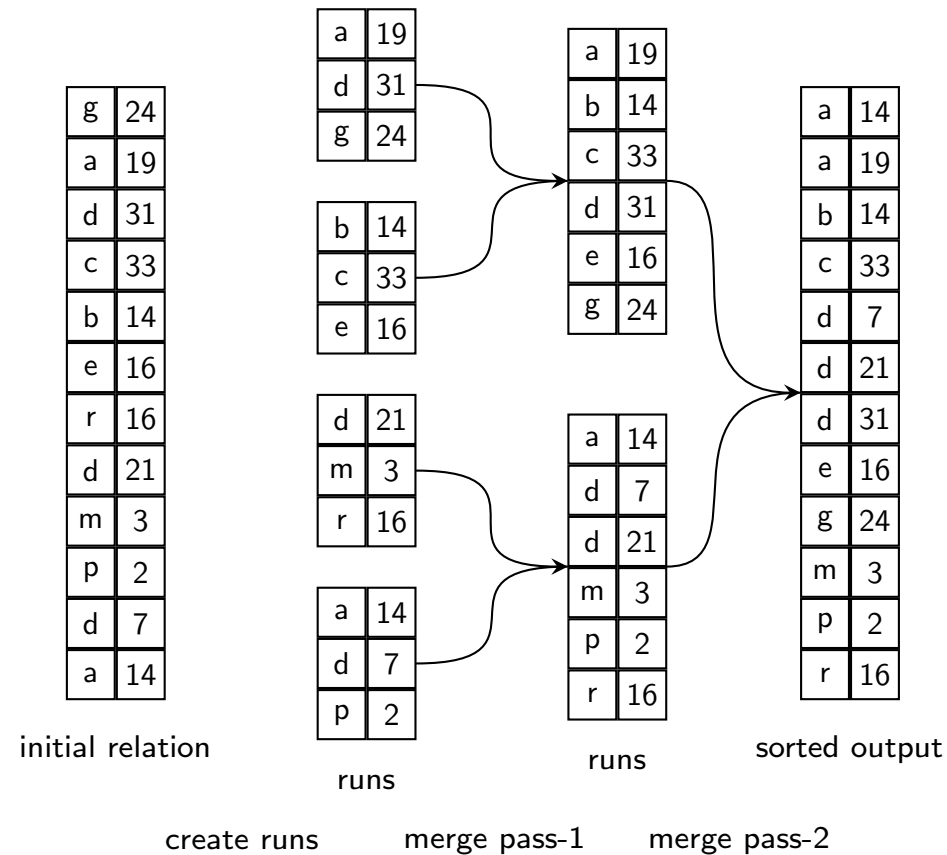 g 24
a 19
d 31
c 33
b 14
e 16
r 16
d 21
m 3
p 2
d 7
a 14
initial relation
a 19
d 31
g 24
b 14
c 33
e 16
d 21
m 3
r 16
a 14
d 7
p 2
runs
a 19
b 14
c 33
d 31
e 16
g 24
a 14
d 7
d 21
m 3
p 2
r 16
runs
a 14
a 19
b 14
c 33
d 7
d 21
d 31
e 16
g 24
m 3
p 2
r 16
sorted output
create runs
merge pass-1
merge pass-2